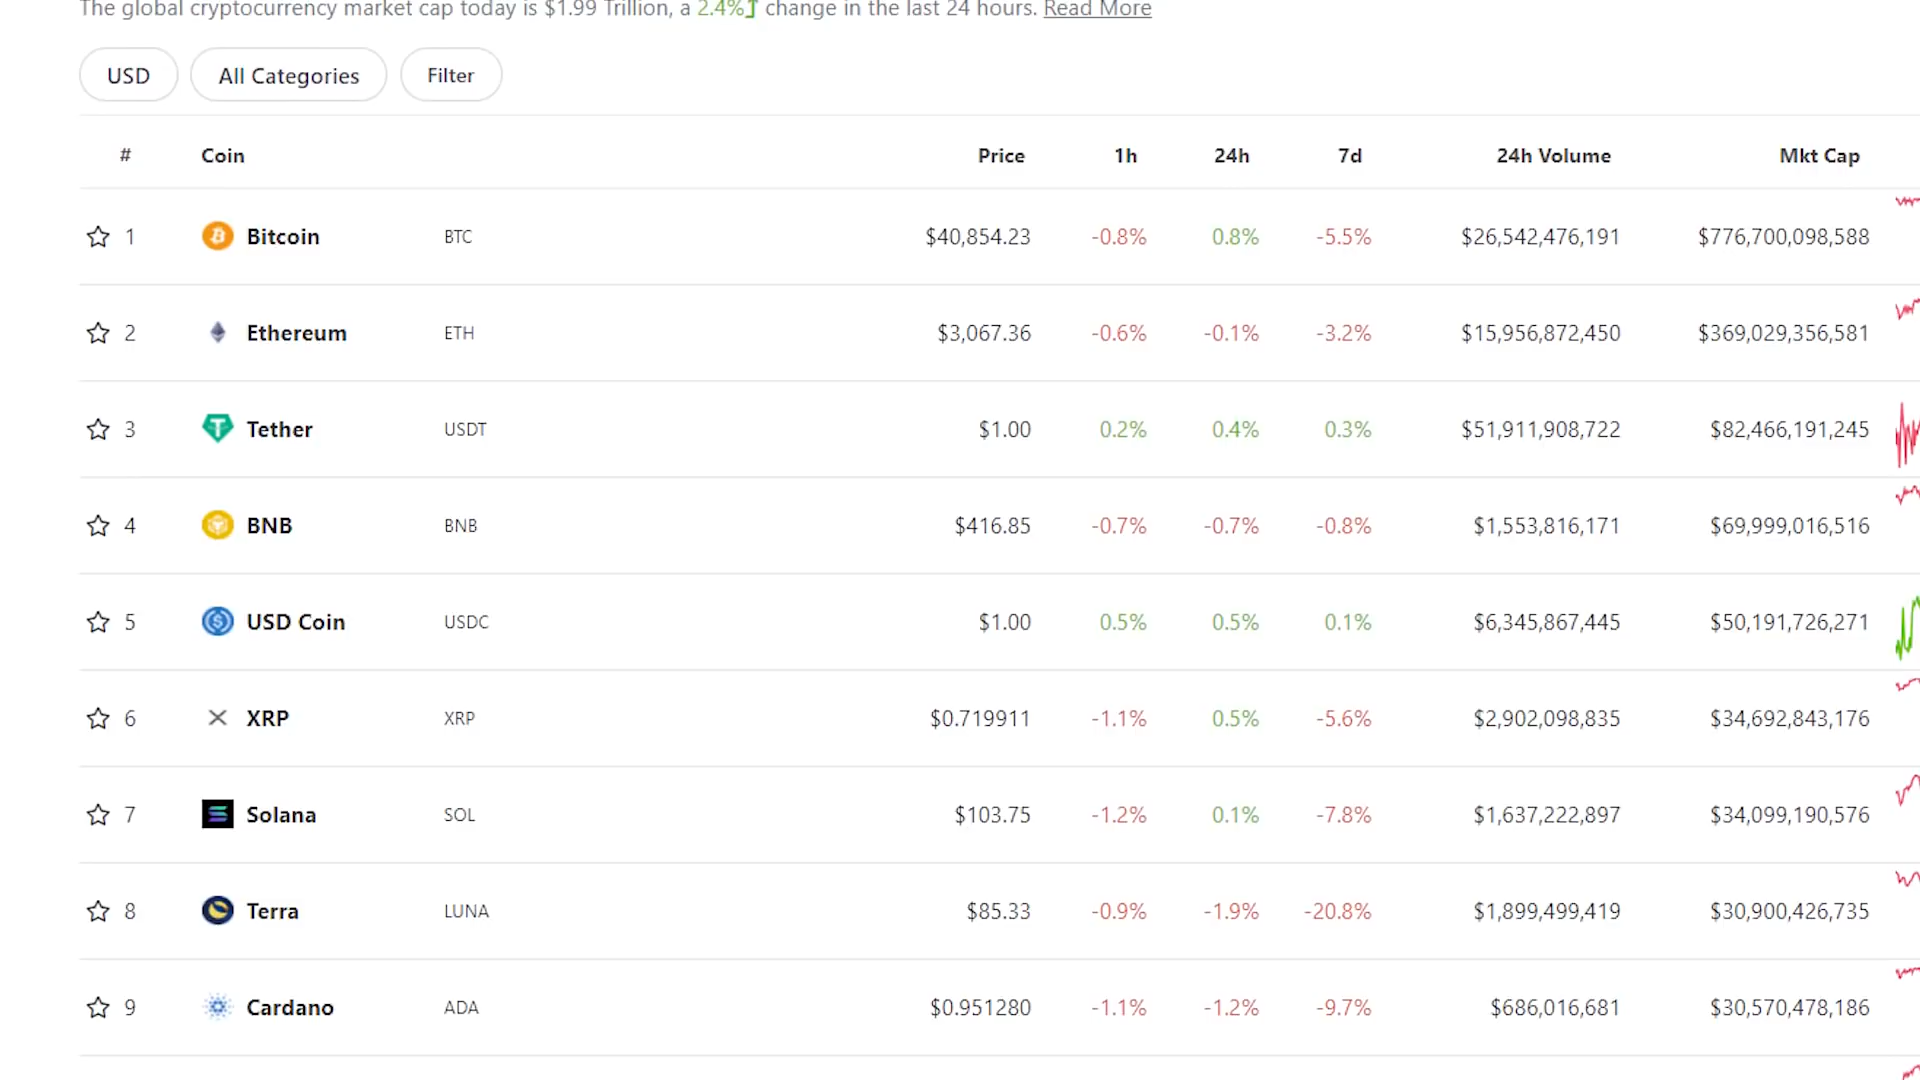 The global cryptocurrency market cap today is $1.99 Trillion, a 2.4% change in the last 24 hours. Read More
USD All Categories Filter
# Coin Price 1h 24h 7d 24h Volume Mkt Cap
1 Bitcoin BTC $40,854.23 -0.8% 0.8% -5.5% $26,542,476,191 $776,700,098,588
2 Ethereum ETH $3,067.36 -0.6% -0.1% -3.2% $15,956,872,450 $369,029,356,581
3 Tether USDT $1.00 0.2% 0.4% 0.3% $51,911,908,722 $82,466,191,245
4 BNB BNB $416.85 -0.7% -0.7% -0.8% $1,553,816,171 $69,999,016,516
5 USD Coin USDC $1.00 0.5% 0.5% 0.1% $6,345,867,445 $50,191,726,271
6 XRP XRP $0.719911 -1.1% 0.5% -5.6% $2,902,098,835 $34,692,843,176
7 Solana SOL $103.75 -1.2% 0.1% -7.8% $1,637,222,897 $34,099,190,576
8 Terra LUNA $85.33 -0.9% -1.9% -20.8% $1,899,499,419 $30,900,426,735
9 Cardano ADA $0.951280 -1.1% -1.2% -9.7% $686,016,681 $30,570,478,186